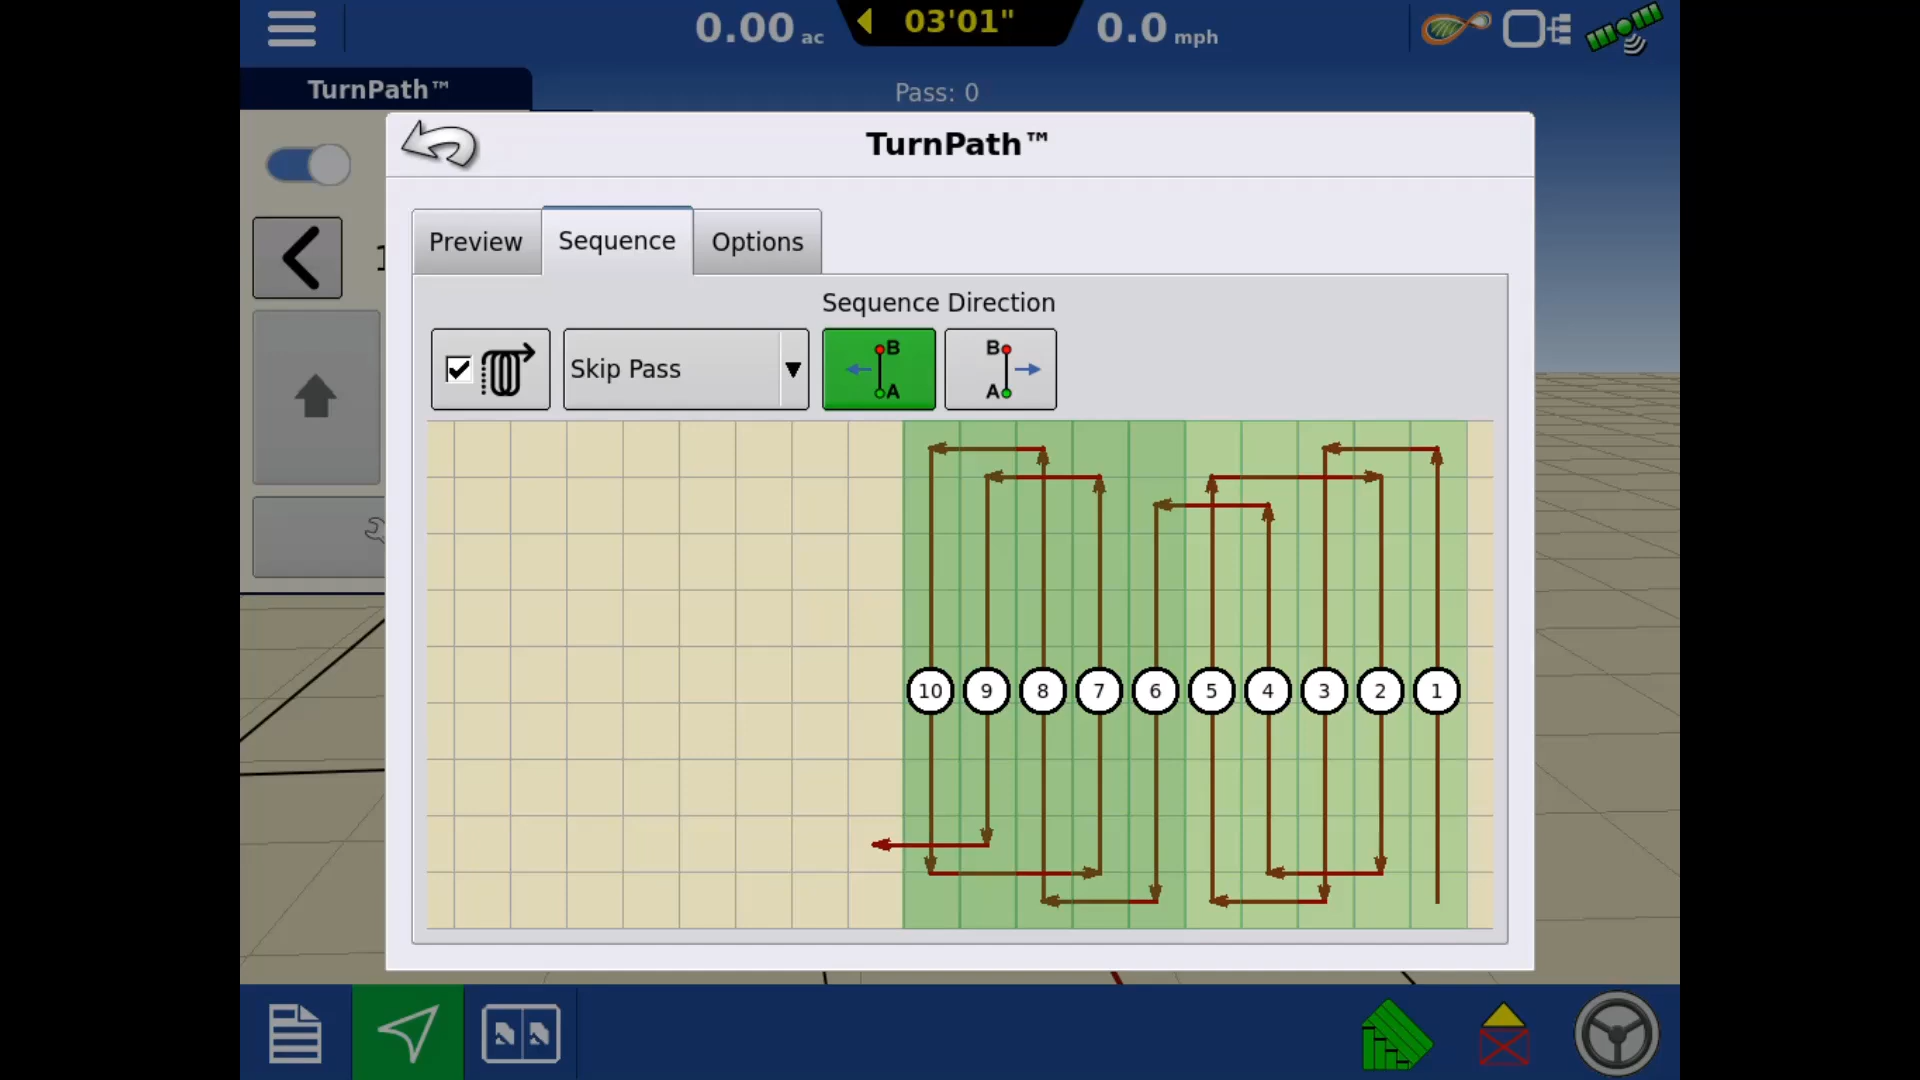 0.00 ac
03'01"
0.0 mph
TurnPath™
Pass: 0
TurnPath™
Preview
Sequence
Options
Sequence Direction
Skip Pass
B
A
B
A
1
10 9 8 7 6 5 4 3 2 1